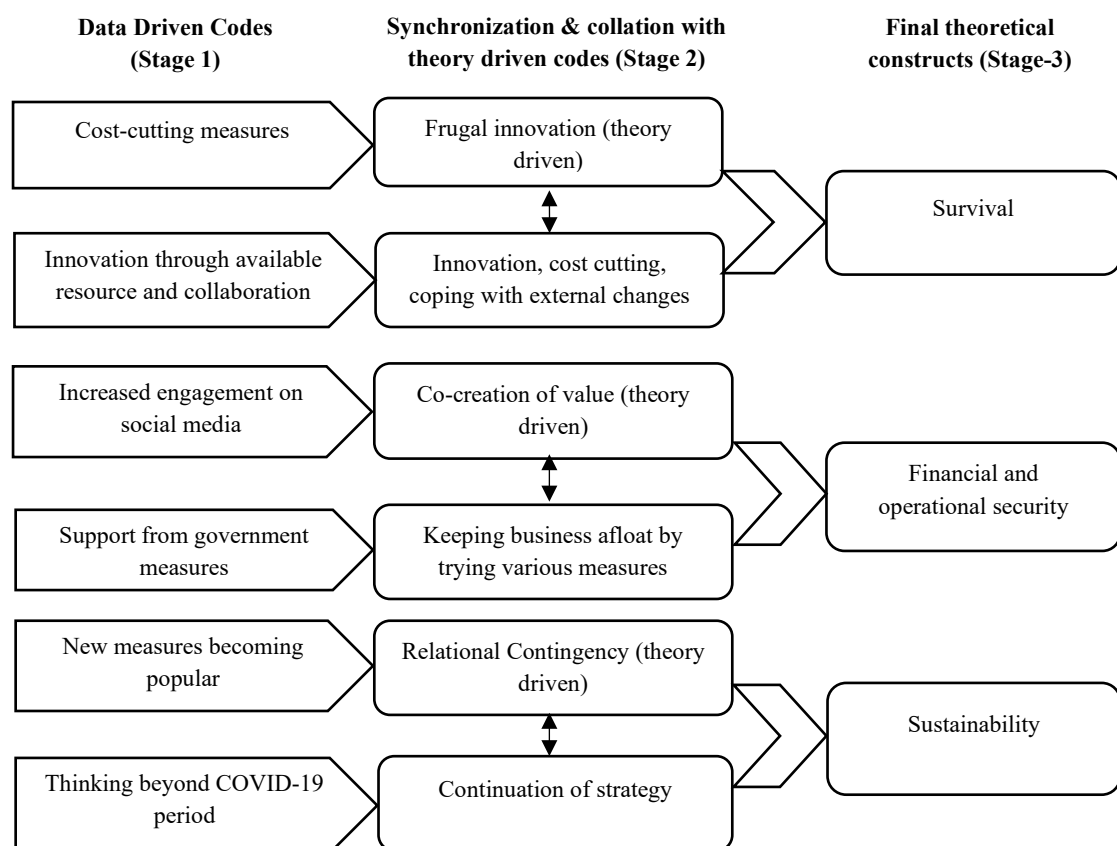 Data Driven Codes
(Stage 1)
Synchronization & collation with
theory driven codes (Stage 2)
Final theoretical
constructs (Stage-3)
Cost-cutting measures
Frugal innovation (theory
driven)
Survival
Innovation through available
resource and collaboration
Innovation, cost cutting,
coping with external changes
Increased engagement on
social media
Co-creation of value (theory
driven)
Financial and
operational security
Support from government
measures
Keeping business afloat by
trying various measures
New measures becoming
popular
Relational Contingency (theory
driven)
Sustainability
Thinking beyond COVID-19
period
Continuation of strategy